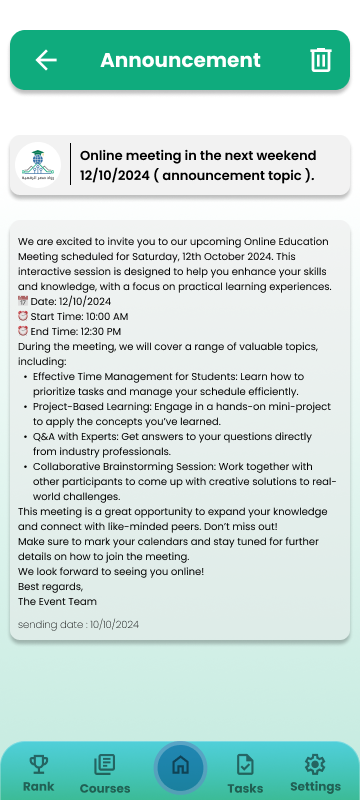 Announcement
Online meeting in the next weekend
12/10/2024 ( announcement topic ).
We are excited to invite you to our upcoming Online Education
Meeting scheduled for Saturday, 12th October 2024. This
interactive session is designed to help you enhance your skills
and knowledge, with a focus on practical learning experiences.
📅 Date: 12/10/2024
⏰ Start Time: 10:00 AM
⏰ End Time: 12:30 PM
During the meeting, we will cover a range of valuable topics,
including:
• Effective Time Management for Students: Learn how to
prioritize tasks and manage your schedule efficiently.
• Project-Based Learning: Engage in a hands-on mini-project
to apply the concepts you’ve learned.
• Q&A with Experts: Get answers to your questions directly
from industry professionals.
• Collaborative Brainstorming Session: Work together with
other participants to come up with creative solutions to real-
world challenges.
This meeting is a great opportunity to expand your knowledge
and connect with like-minded peers. Don’t miss out!
Make sure to mark your calendars and stay tuned for further
details on how to join the meeting.
We look forward to seeing you online!
Best regards,
The Event Team
sending date : 10/10/2024
Rank
Courses
Tasks
Settings